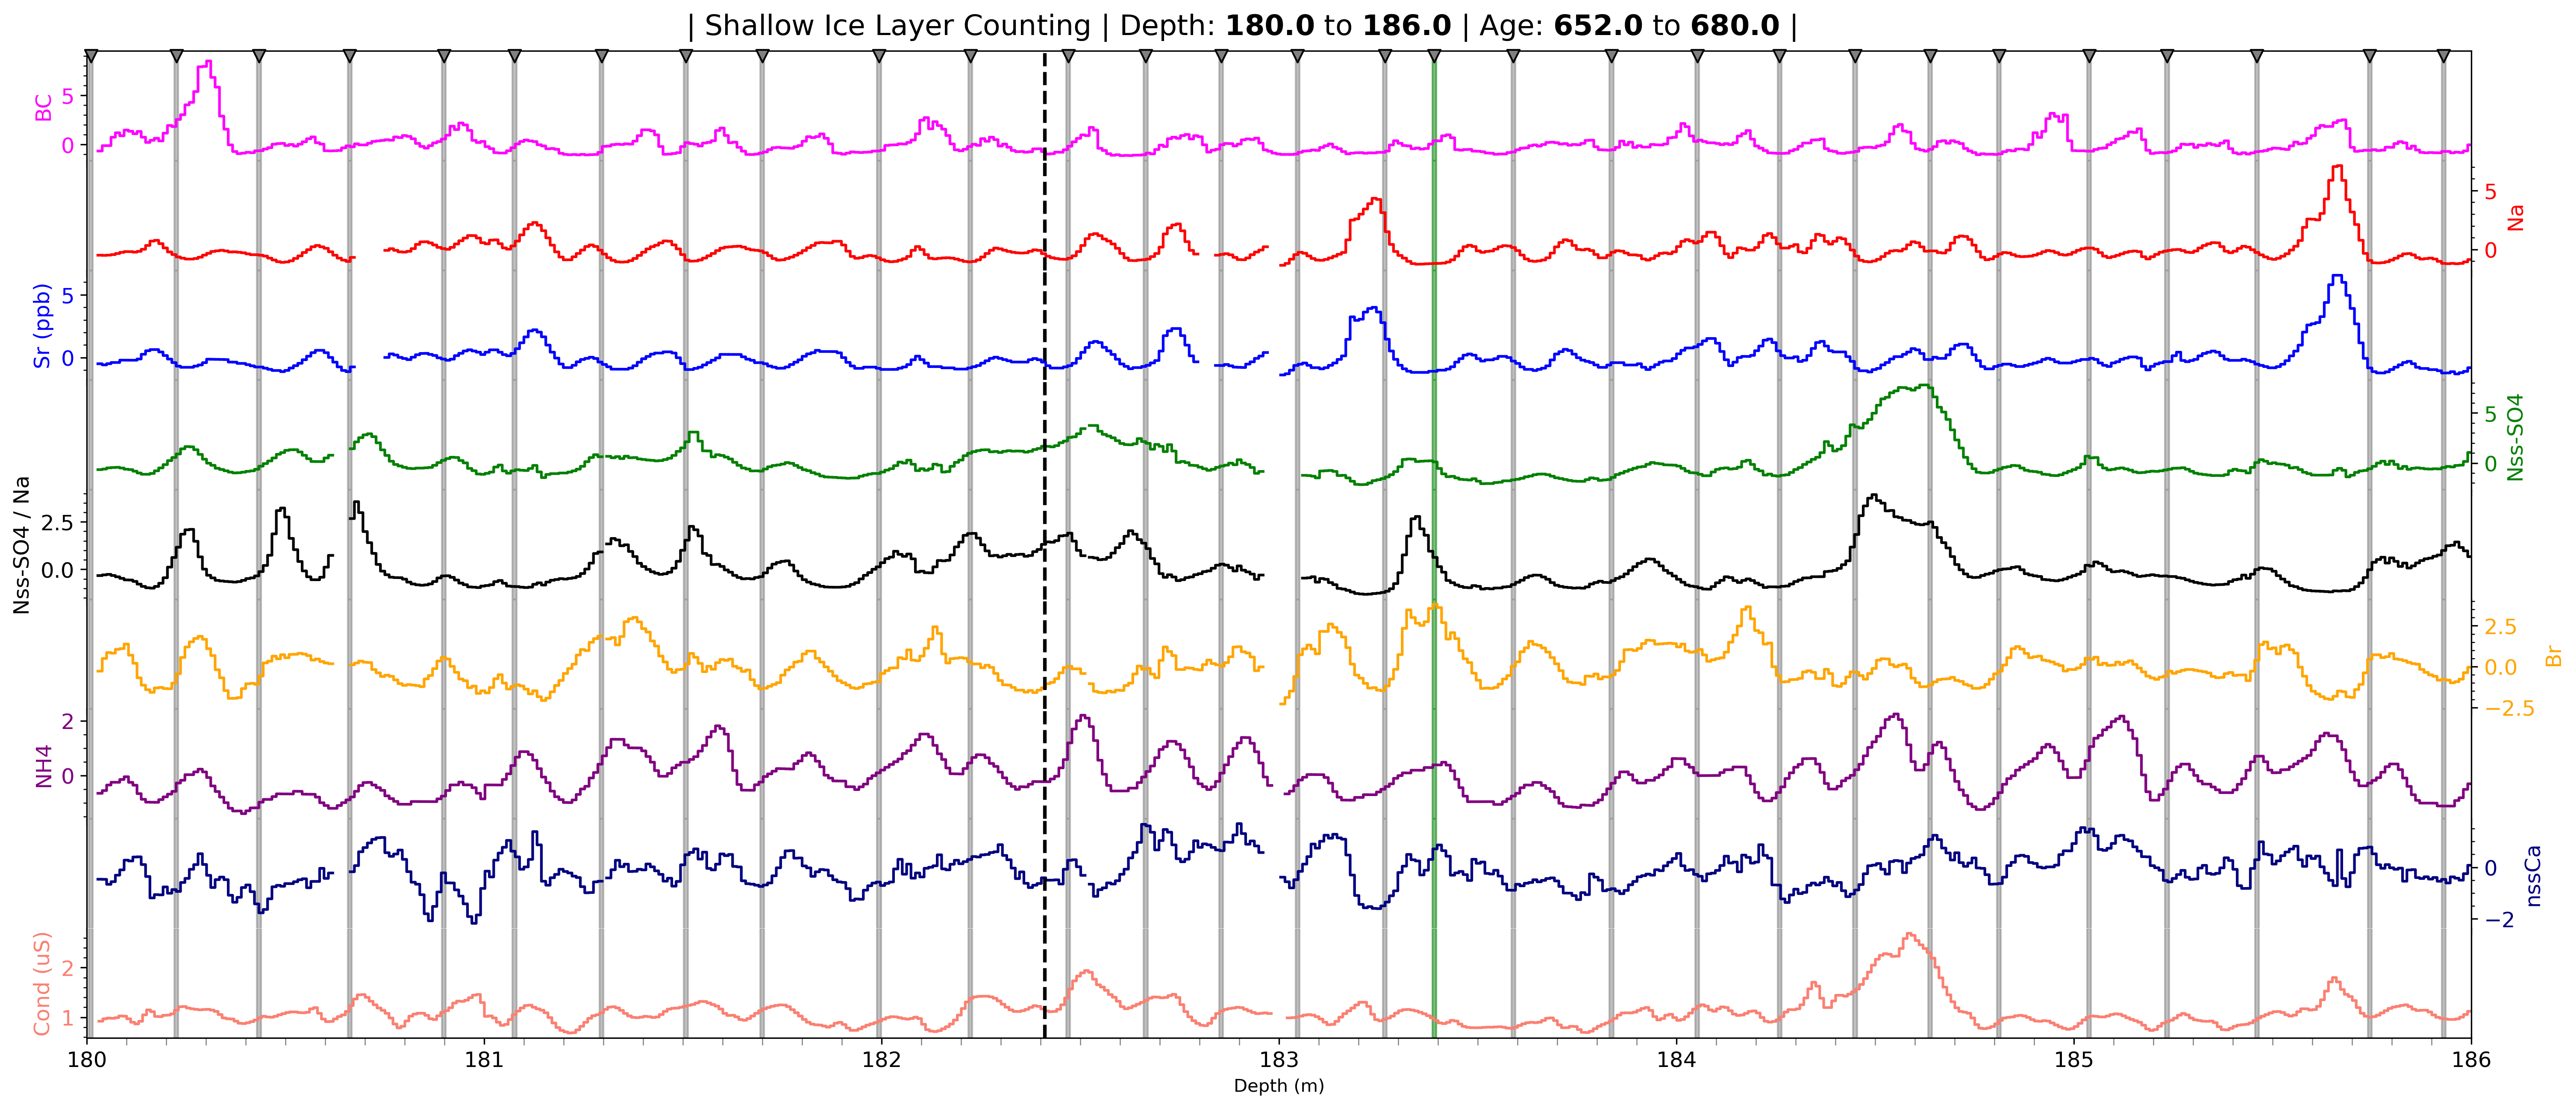 | Shallow Ice Layer Counting | Depth: 180.0 to 186.0 | Age: 652.0 to 680.0 |
BC
5
0
5
0
Na
Sr (ppb)
5
0
5
0
Nss-SO4
Nss-SO4 / Na
2.5
0.0
2.5
0.0
−2.5
Br
NH4
2
0
0
−2
nssCa
Cond (uS)
2
1
180 181 182 183 184 185 186
Depth (m)